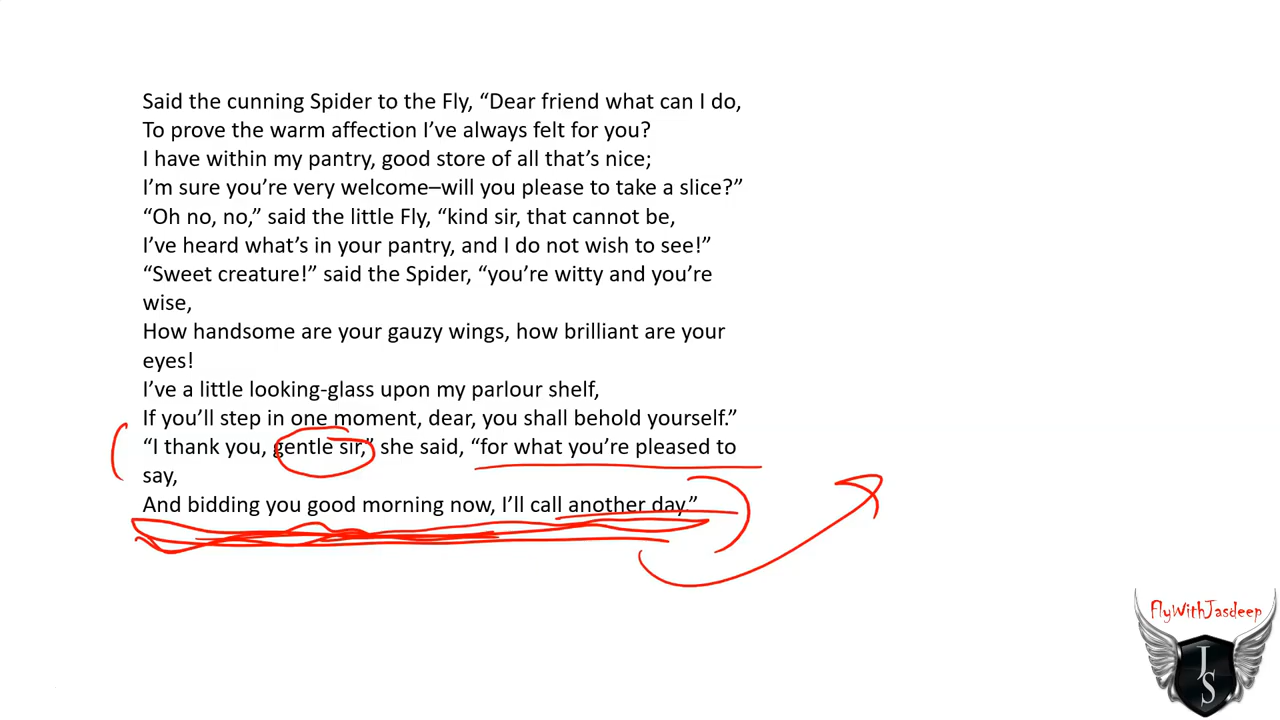 Said the cunning Spider to the Fly, “Dear friend what can I do,
To prove the warm affection I’ve always felt for you?
I have within my pantry, good store of all that’s nice;
I’m sure you’re very welcome–will you please to take a slice?”
“Oh no, no,” said the little Fly, “kind sir, that cannot be,
I’ve heard what’s in your pantry, and I do not wish to see!”
“Sweet creature!” said the Spider, “you’re witty and you’re
wise,
How handsome are your gauzy wings, how brilliant are your
eyes!
I’ve a little looking-glass upon my parlour shelf,
If you’ll step in one moment, dear, you shall behold yourself.”
“I thank you, gentle sir,” she said, “for what you’re pleased to
say,
And bidding you good morning now, I’ll call another day.”
FlyWithJasdeep
JS